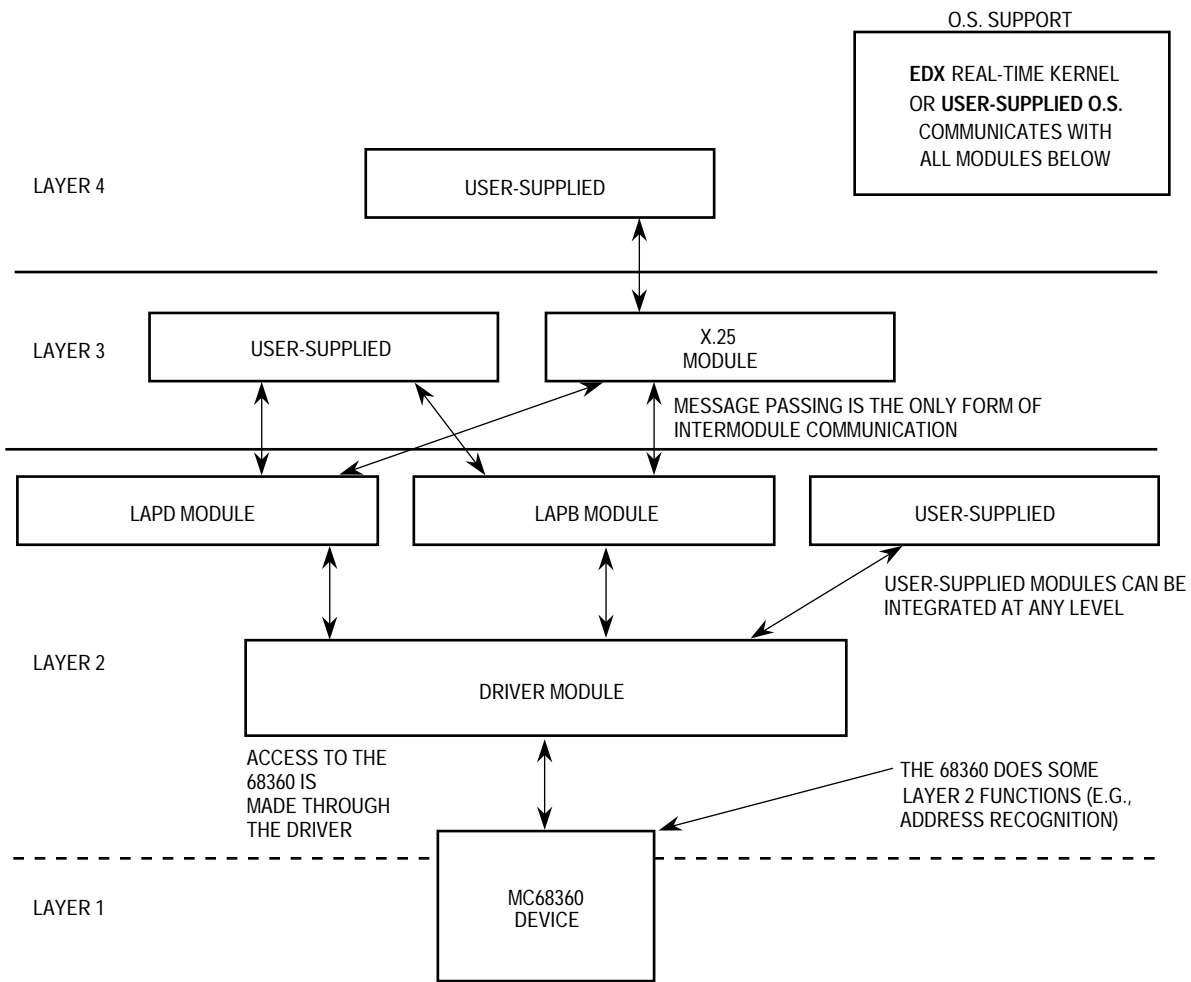 O.S. SUPPORT
EDX REAL-TIME KERNEL
OR USER-SUPPLIED O.S.
COMMUNICATES WITH
ALL MODULES BELOW
LAYER 4
USER-SUPPLIED
LAYER 3
USER-SUPPLIED
X.25
MODULE
MESSAGE PASSING IS THE ONLY FORM OF
INTERMODULE COMMUNICATION
LAPD MODULE
LAPB MODULE
USER-SUPPLIED
USER-SUPPLIED MODULES CAN BE
INTEGRATED AT ANY LEVEL
LAYER 2
DRIVER MODULE
ACCESS TO THE
68360 IS
MADE THROUGH
THE DRIVER
THE 68360 DOES SOME
LAYER 2 FUNCTIONS (E.G.,
ADDRESS RECOGNITION)
LAYER 1
MC68360
DEVICE